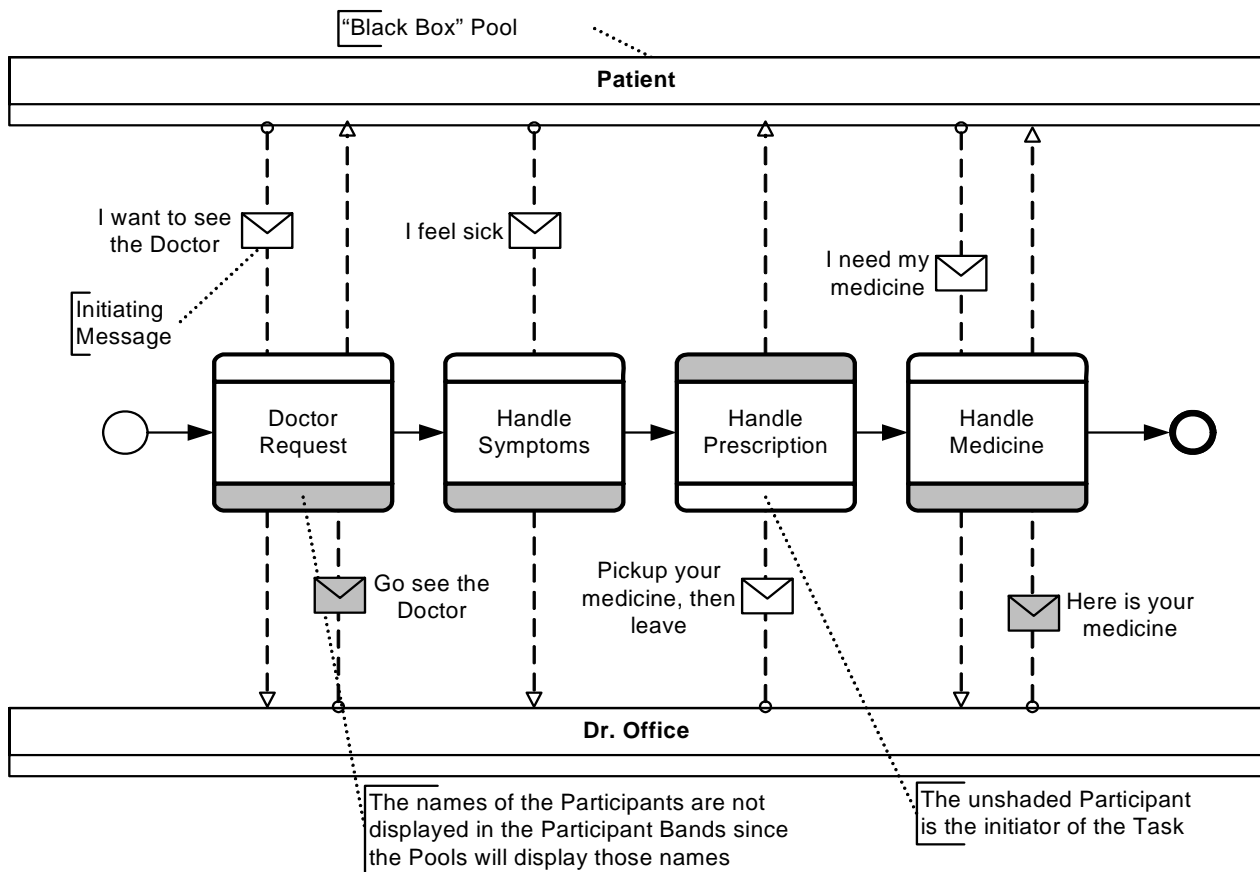 “Black Box” Pool
Patient
I want to see
the Doctor
I feel sick
I need my
medicine
Initiating
Message
Doctor
Request
Handle
Symptoms
Handle
Prescription
Handle
Medicine
Go see the
Doctor
Pickup your
medicine, then
leave
Here is your
medicine
Dr. Office
The names of the Participants are not
displayed in the Participant Bands since
the Pools will display those names
The unshaded Participant
is the initiator of the Task